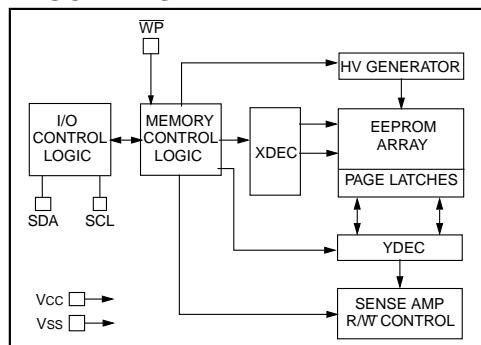 W̅P̅
HV GENERATOR
I/O
CONTROL
LOGIC
MEMORY
CONTROL
LOGIC
XDEC
EEPROM
ARRAY
PAGE LATCHES
SDA
SCL
YDEC
VCC
VSS
SENSE AMP
R/W̅ CONTROL